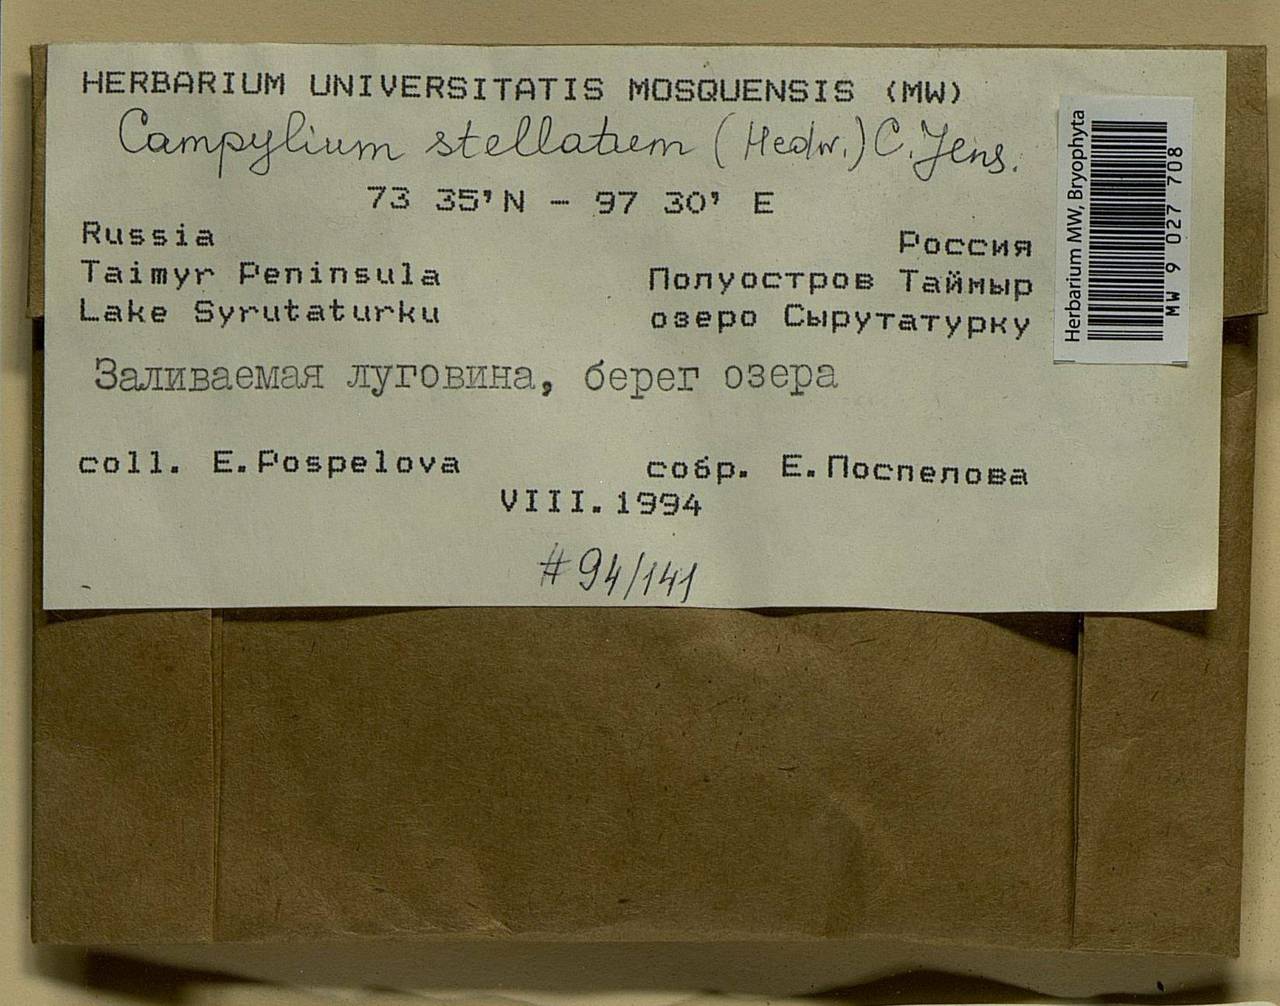 HERBARIUM UNIVERSITATIS MOSQUENSIS (MW)
Campylium stellatum (Hedw.) C. Jens.
73 35'N - 97 30' E
Russia
Россия
Taimyr Peninsula
Полуостров Таймыр
Lake Syrutaturku
озеро Сырутатурку
Заливаемая луговина, берег озера
coll. E.Pospelova
собр. Е.Поспелова
VIII.1994
#94/141
Herbarium MW, Bryophyta
MW 9 027 708